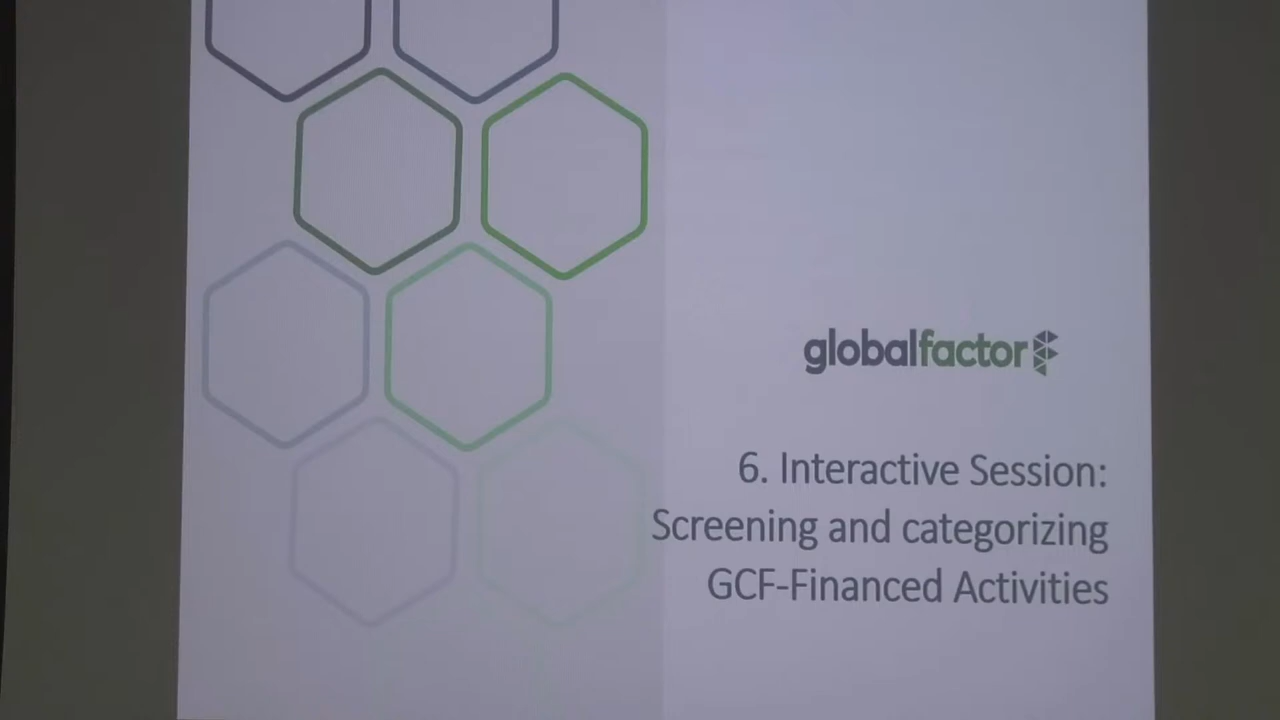 globalfactor
6. Interactive Session:
Screening and categorizing
GCF-Financed Activities